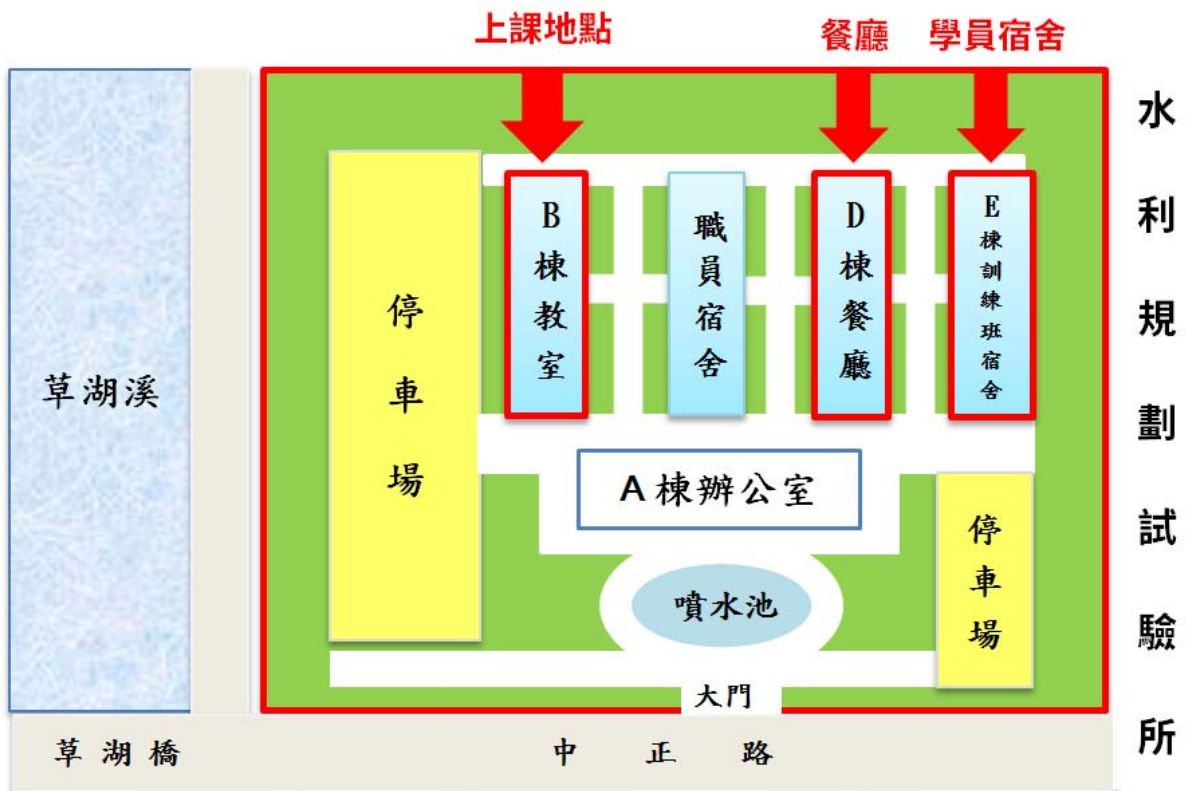 上課地點
餐廳
學員宿舍
水利規劃試驗所
草湖溪
停車場
B棟教室
職員宿舍
D棟餐廳
E棟訓練班宿舍
A棟辦公室
噴水池
停車場
大門
草湖橋
中正路